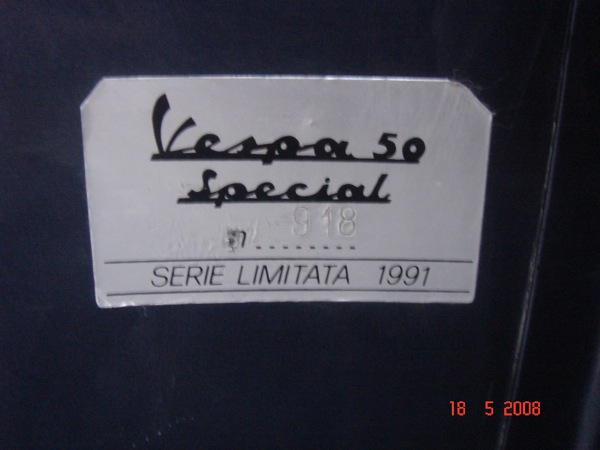 Vespa 50
Special
n ........ 918
SERIE LIMITATA 1991
18 5 2008